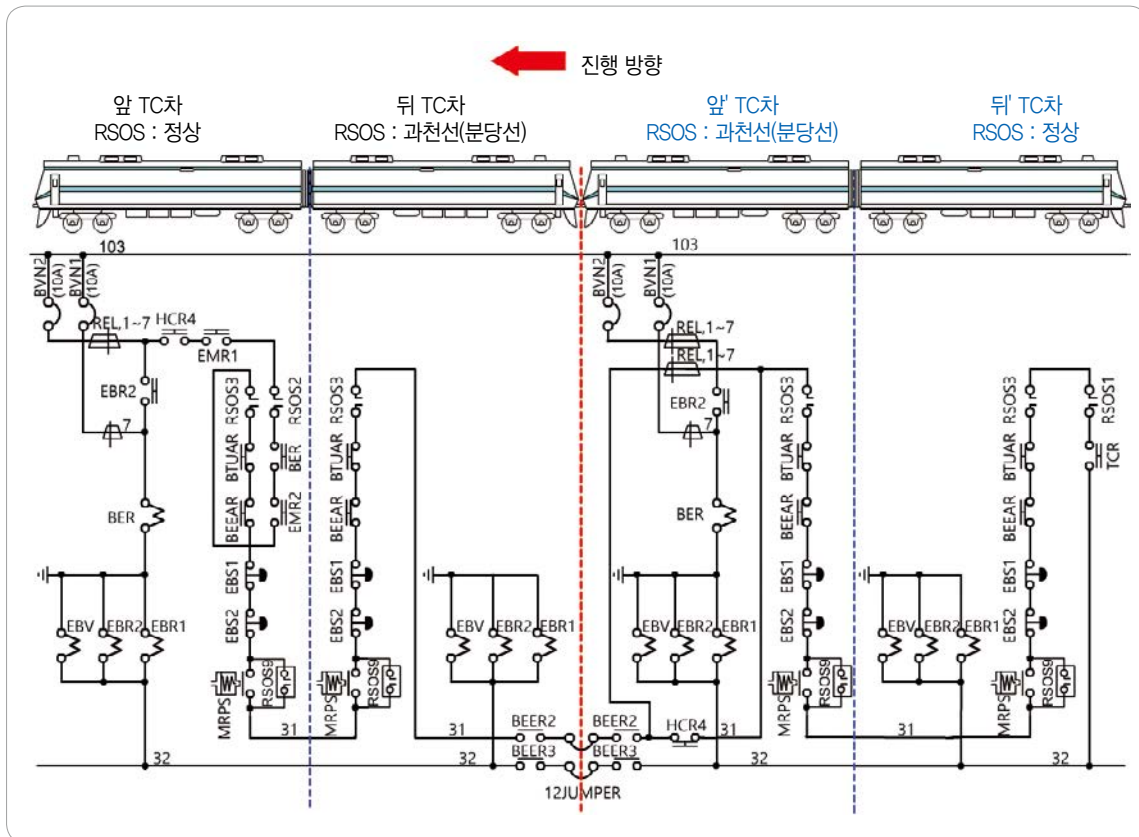 진행 방향
앞 TC차
RSOS : 정상
뒤 TC차
RSOS : 과천선(분당선)
앞' TC차
RSOS : 과천선(분당선)
뒤' TC차
RSOS : 정상
103
103
BVN2
BVN1
(10A)
(10A)
REL,1~7
HCR4
EMR1
EBR2
7
BER
EBV
EBR2
EBR1
RSOS3
RSOS2
BTUAR
BER
BEEAR
EMR2
EBS1
EBS2
MRPS
RSOS9
31
32
RSOS3
BTUAR
BEEAR
EBS1
EBS2
MRPS
RSOS9
EBV
EBR2
EBR1
31
32
BEER2
BEER3
BEER2
BEER3
12JUMPER
BVN2
BVN1
(10A)
(10A)
REL,1~7
REL,1~7
EBR2
7
BER
EBV
EBR2
EBR1
HCR4
RSOS3
BTUAR
BEEAR
EBS1
EBS2
MRPS
RSOS9
31
32
31
32
EBV
EBR2
EBR1
RSOS3
RSOS1
BTUAR
TCR
BEEAR
EBS1
EBS2
MRPS
RSOS9